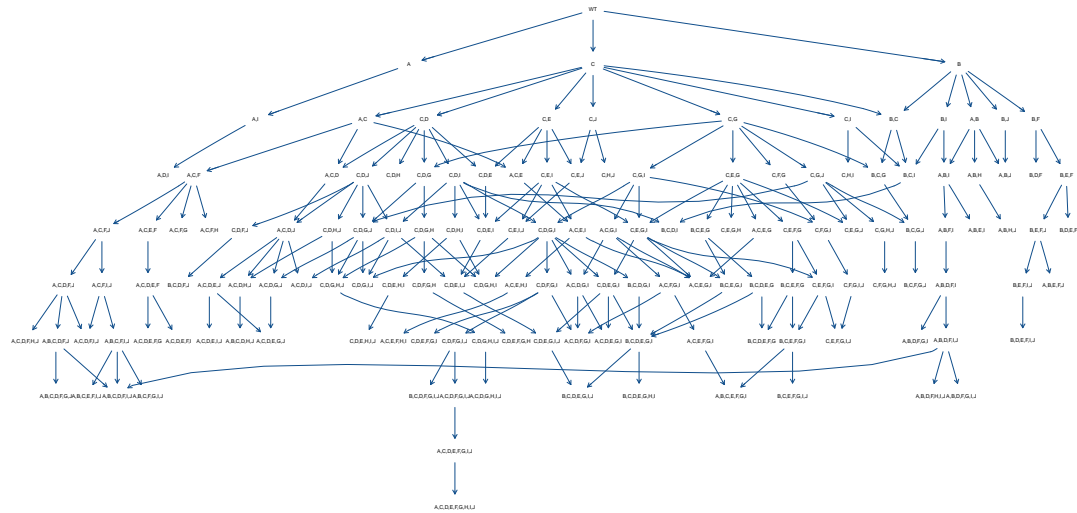 WT
A C B
A,I A,C C,D C,E C,J C,G C,I B,C B,I A,B B,J B,F
A,D,I A,C,F A,C,D C,D,J C,D,H C,D,G C,D,I C,D,E A,C,E C,E,I C,E,J C,H,J C,G,I C,E,G C,F,G C,G,J C,H,I B,C,G B,C,I A,B,I A,B,H A,B,J B,D,F B,E,F
A,C,F,J A,C,E,F A,C,F,G A,C,F,H C,D,F,J A,C,D,J C,D,H,J C,D,G,J C,D,I,J C,D,G,H C,D,H,I C,D,E,I C,E,I,J C,D,G,I A,C,E,I A,C,G,I C,E,G,I B,C,D,I B,C,E,G C,E,G,H A,C,E,G C,E,F,G C,F,G,I C,E,G,J C,G,H,J B,C,G,J A,B,F,I A,B,E,I A,B,H,J B,E,F,J B,D,E,F
A,C,D,F,J A,C,F,I,J A,C,D,E,F B,C,D,F,J A,C,D,E,J A,C,D,H,J A,C,D,G,J A,C,D,I,J C,D,G,H,J C,D,G,I,J C,D,E,H,I C,D,F,G,H C,D,E,I,J C,D,G,H,I A,C,E,H,I C,D,F,G,I A,C,D,G,I C,D,E,G,I B,C,D,G,I A,C,F,G,I A,C,E,G,I B,C,E,G,I B,C,D,E,G B,C,E,F,G C,E,F,G,I C,F,G,I,J C,F,G,H,J B,C,F,G,J A,B,D,F,I B,E,F,I,J A,B,E,F,J
A,C,D,F,H,J A,B,C,D,F,J A,C,D,F,I,J A,B,C,F,I,J A,C,D,E,F,G A,C,D,E,F,I A,C,D,E,I,J A,B,C,D,H,J A,C,D,E,G,J C,D,E,H,I,J A,C,E,F,H,I C,D,E,F,G,I C,D,F,G,I,J C,D,G,H,I,J C,D,E,F,G,H C,D,E,G,I,J A,C,D,F,G,I A,C,D,E,G,I B,C,D,E,G,I A,C,E,F,G,I B,C,D,E,F,G B,C,E,F,G,I C,E,F,G,I,J A,B,D,F,G,I A,B,D,F,I,J B,D,E,F,I,J
A,B,C,D,F,G,J A,B,C,E,F,I,J A,B,C,D,F,I,J A,B,C,F,G,I,J B,C,D,F,G,I,J A,C,D,F,G,I,J A,C,D,G,H,I,J B,C,D,E,G,I,J B,C,D,E,G,H,I A,B,C,E,F,G,I B,C,E,F,G,I,J A,B,D,F,H,I,J A,B,D,F,G,I,J
A,C,D,E,F,G,I,J
A,C,D,E,F,G,H,I,J